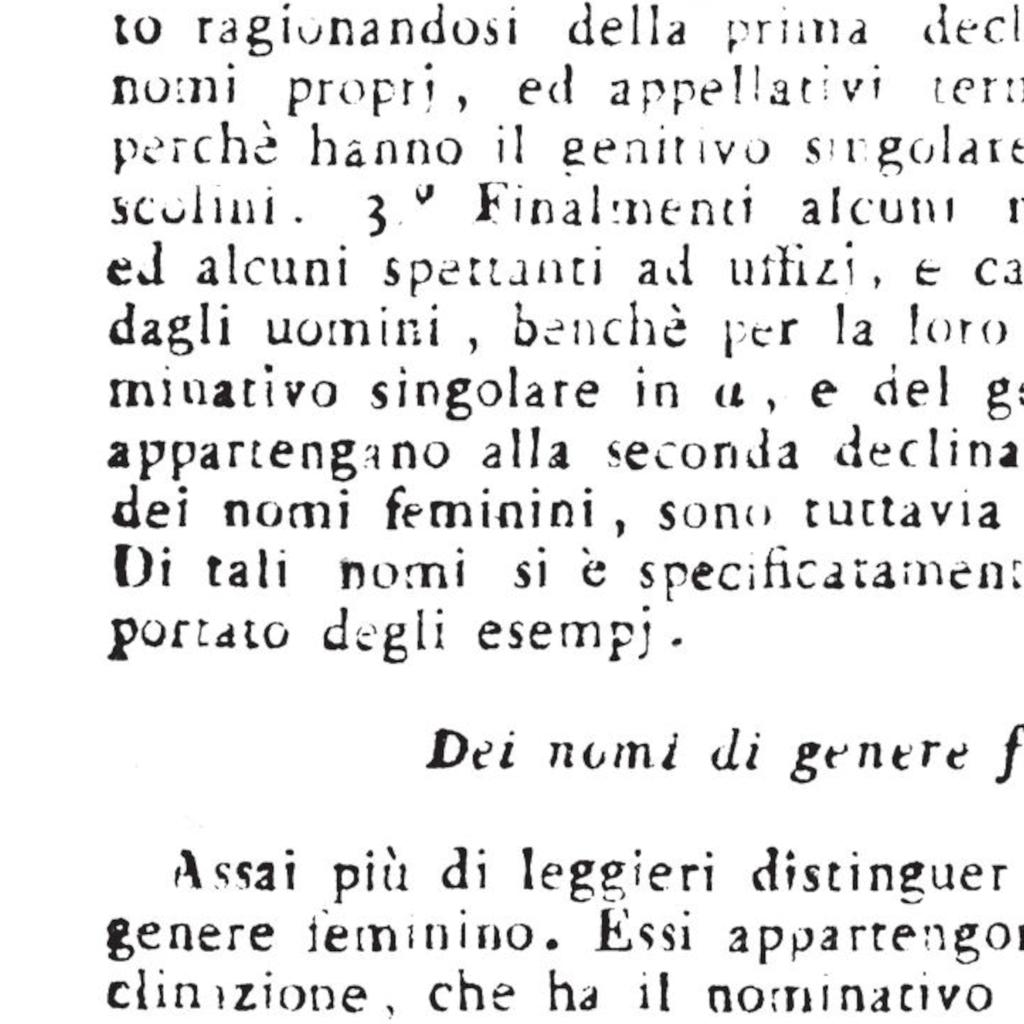 to ragionandosi della prima decl
nomi proprj, ed appellativi term
perchè hanno il genitivo singolare
scolini. 3.º Finalmenti alcuni
ed alcuni spettanti ad uffizj, e ca
dagli uomini, benchè per la loro
minativo singolare in a, e del ge
appartengano alla seconda declina
dei nomi feminini, sono tuttavia
Di tali nomi si è specificatament
portato degli esempj.
Dei nomi di genere f
Assai più di leggieri distinguer
genere feminino. Essi appartengon
clinazione, che ha il nominativo